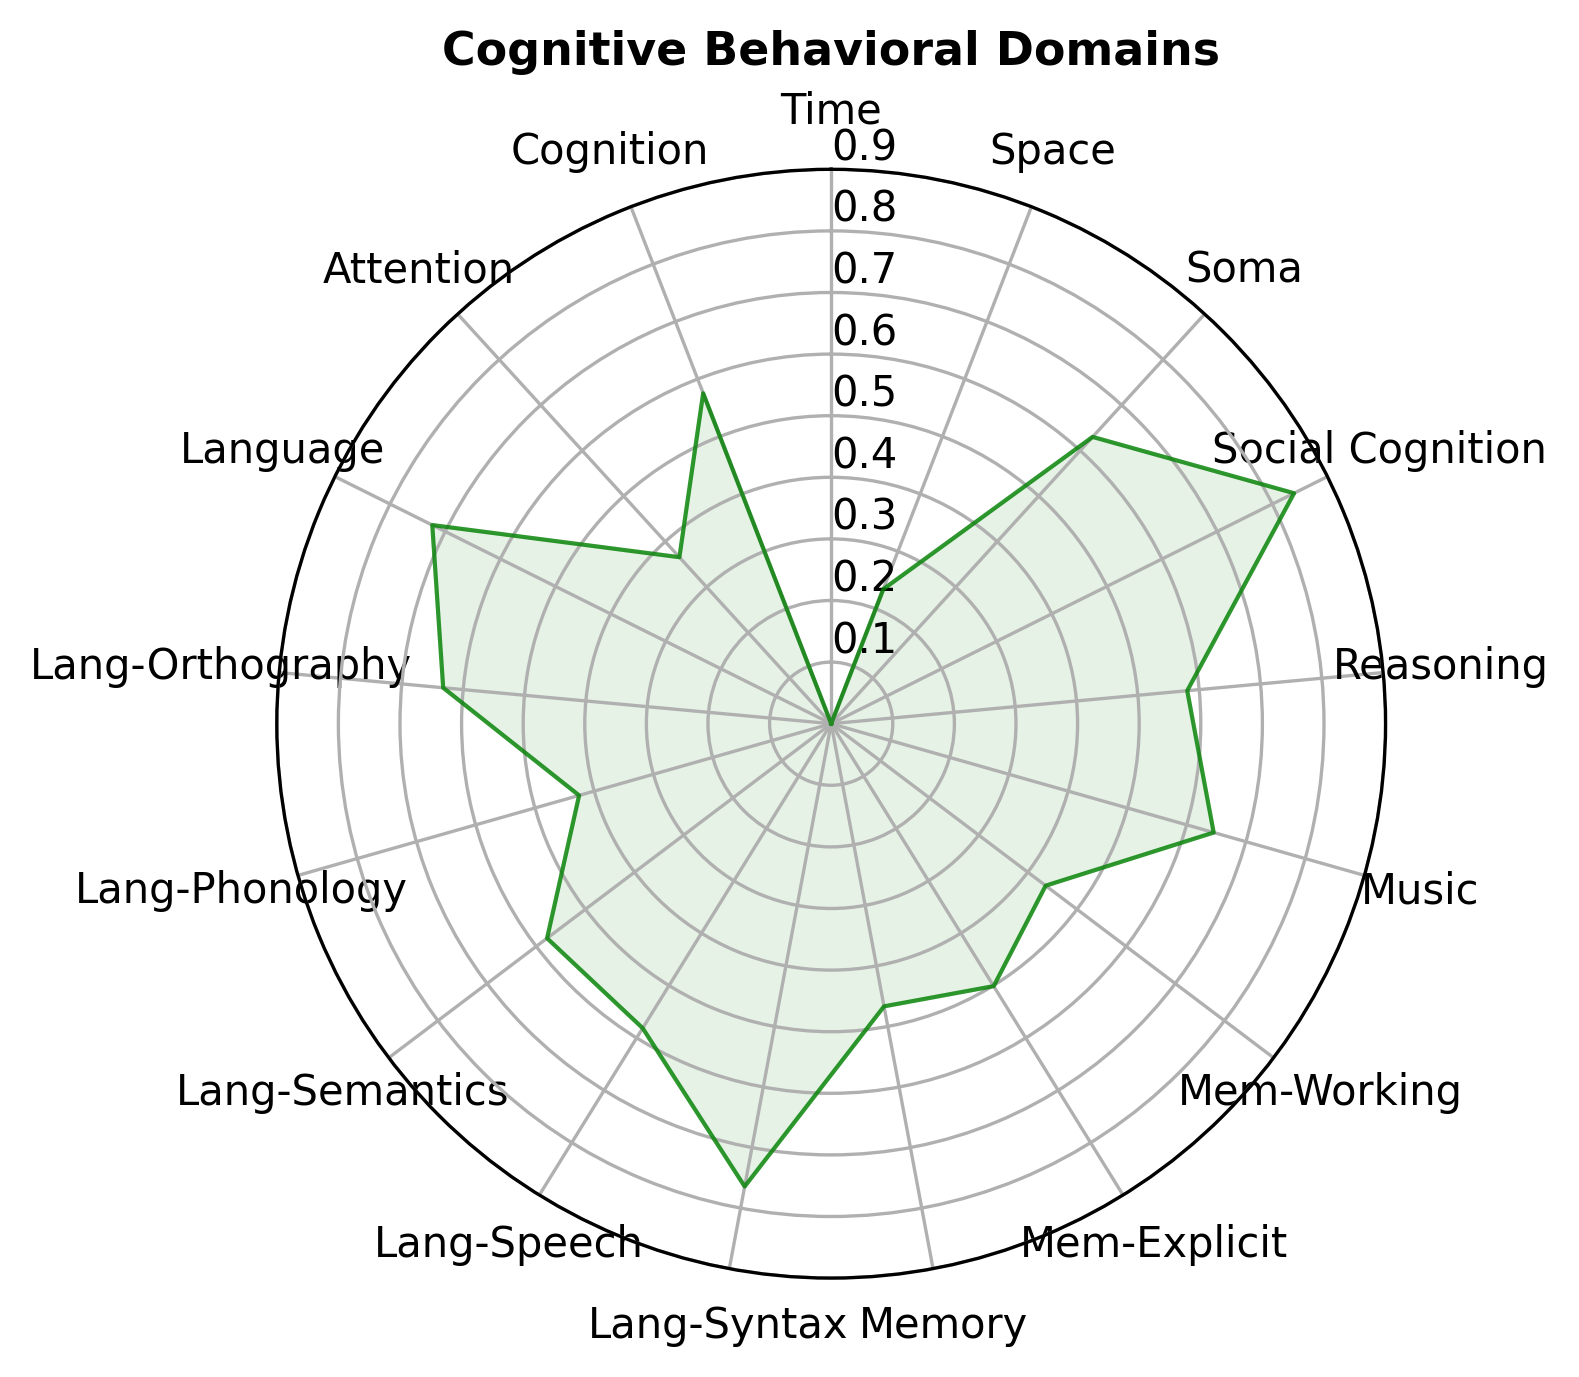 Cognitive Behavioral Domains
Time
0.9
Cognition
Space
0.8
Attention
0.7
Soma
0.6
0.5
Language
0.4
Social Cognition
0.3
0.2
0.1
Lang-Orthography
Reasoning
Lang-Phonology
Music
Lang-Semantics
Mem-Working
Lang-Speech
Mem-Explicit
Lang-Syntax
Memory